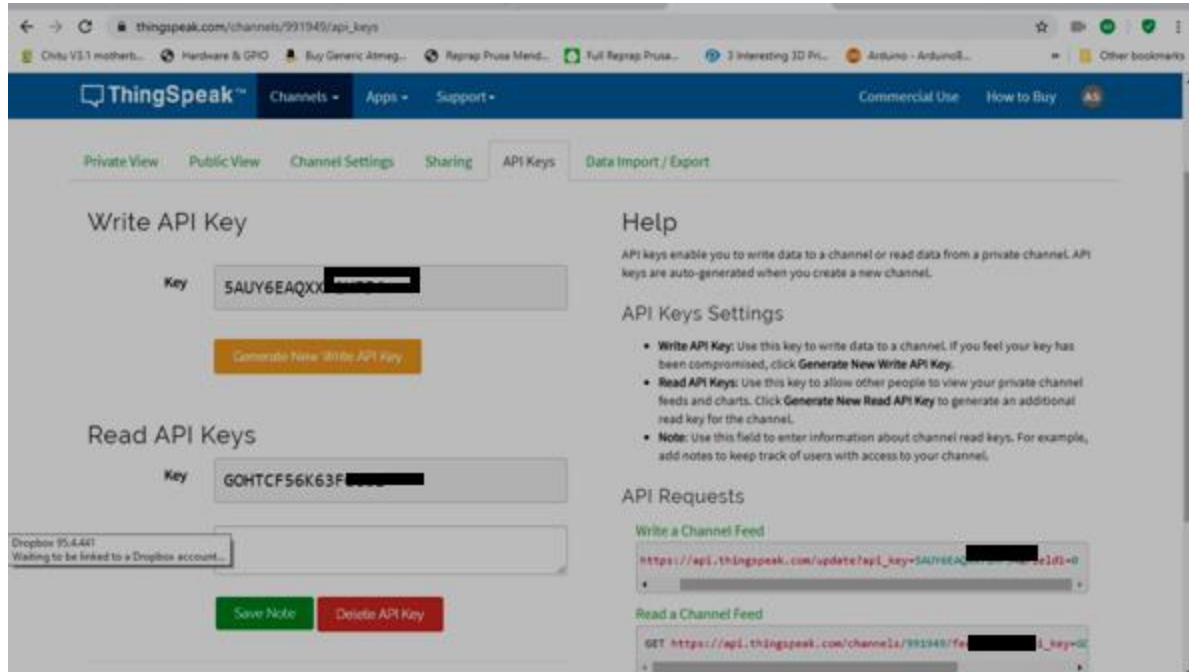 thingspeak.com/channels/991949/api_keys
Chitu V3.1 motherb... Hardware & GPIO Buy Generic Atmeg... Reprap Prusa Mend... Full Reprap Prusa... 3 Interesting 3D Pri... Arduino - ArduinoB... Other bookmarks
ThingSpeak™ Channels Apps Support Commercial Use How to Buy AS
Private View Public View Channel Settings Sharing API Keys Data Import / Export
Write API Key
Key
5AUY6EAQXX
Generate New Write API Key
Read API Keys
Key
GOHTCF56K63F
Dropbox 95.4.441
Waiting to be linked to a Dropbox account...
Save Note Delete API Key
Help
API keys enable you to write data to a channel or read data from a private channel. API
keys are auto-generated when you create a new channel.
API Keys Settings
• Write API Key: Use this key to write data to a channel. If you feel your key has
been compromised, click Generate New Write API Key.
• Read API Keys: Use this key to allow other people to view your private channel
feeds and charts. Click Generate New Read API Key to generate an additional
read key for the channel.
• Note: Use this field to enter information about channel read keys. For example,
add notes to keep track of users with access to your channel.
API Requests
Write a Channel Feed
https://api.thingspeak.com/update?api_key=5AUY6EAQ eld1=0
Read a Channel Feed
GET https://api.thingspeak.com/channels/991949/fe i_key=GO